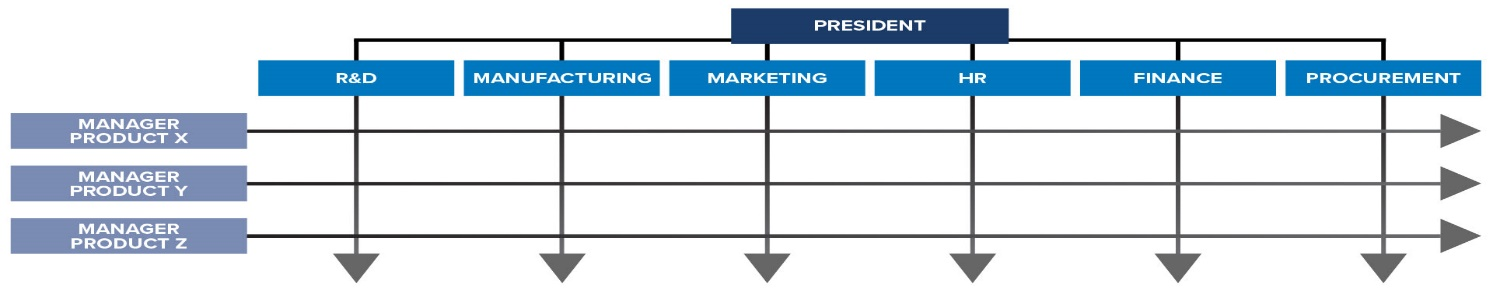 PRESIDENT
R&D
MANUFACTURING
MARKETING
HR
FINANCE
PROCUREMENT
MANAGER
PRODUCT X
MANAGER
PRODUCT Y
MANAGER
PRODUCT Z